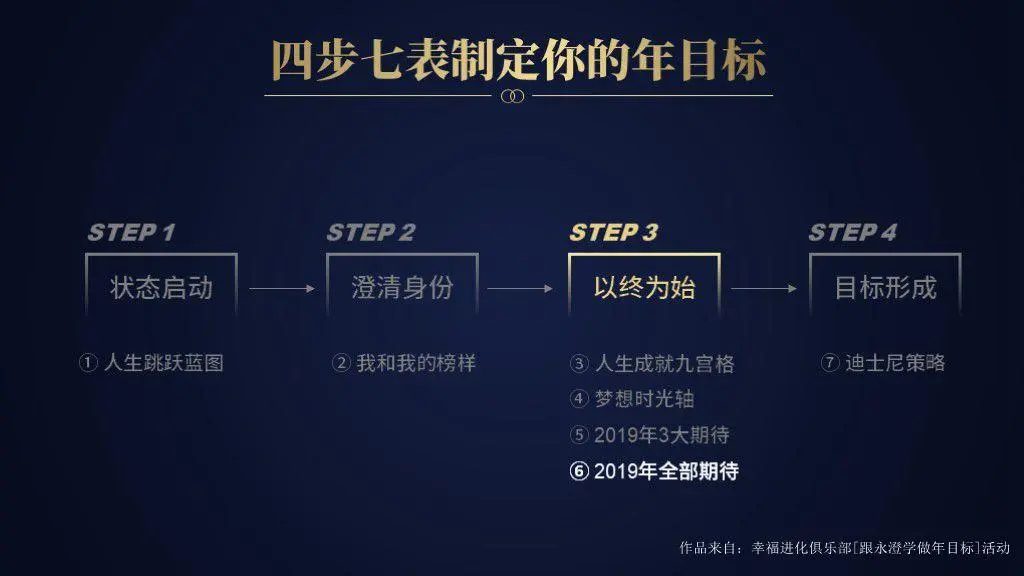 四步七表制定你的年目标
STEP 1
状态启动
① 人生跳跃蓝图
STEP 2
澄清身份
② 我和我的榜样
STEP 3
以终为始
③ 人生成就九宫格
④ 梦想时光轴
⑤ 2019年3大期待
⑥ 2019年全部期待
STEP 4
目标形成
⑦ 迪士尼策略
作品来自：幸福进化俱乐部[跟永澄学做年目标]活动